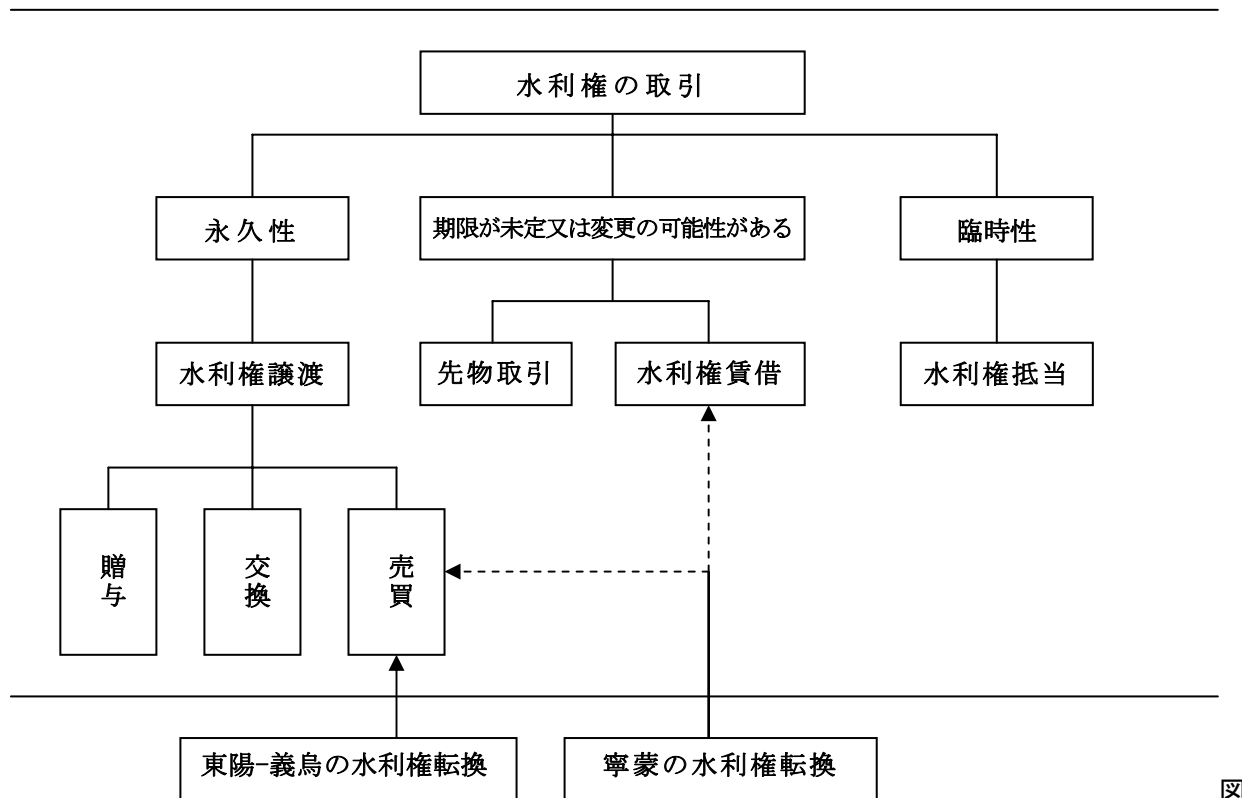 水利権の取引
永久性
期限が未定又は変更の可能性がある
臨時性
水利権譲渡
先物取引
水利権賃借
水利権抵当
贈与
交換
売買
東陽−義烏の水利権転換
寧蒙の水利権転換
図